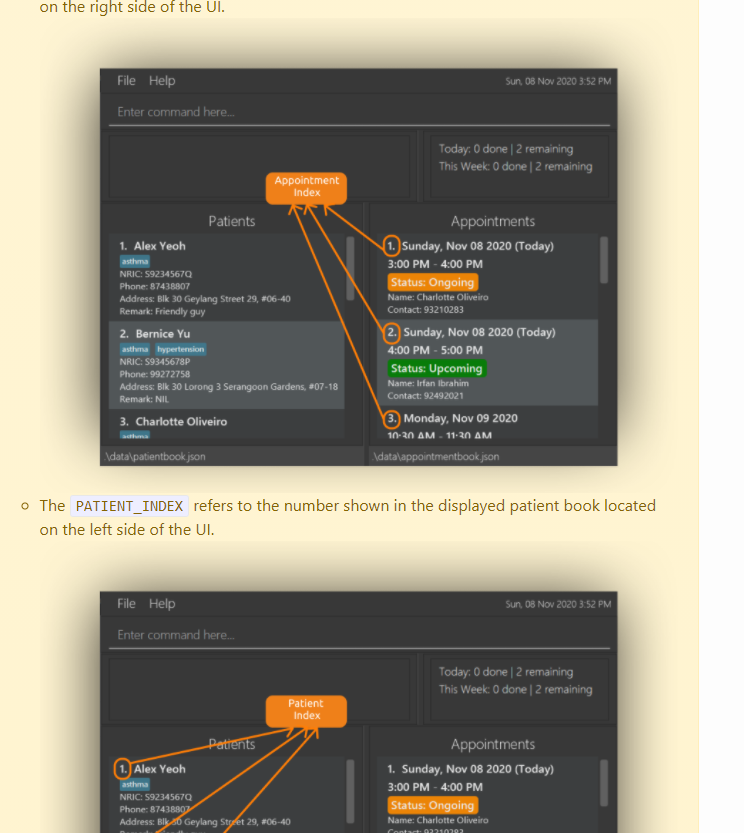 on the right side of the UI.
File Help Sun, 08 Nov 2020 3:52 PM
Enter command here...
Today: 0 done | 2 remaining
This Week: 0 done | 2 remaining
Appointment
Index
Patients
1. Alex Yeoh
asthma
NRIC: S9234567Q
Phone: 87438807
Address: Blk 30 Geylang Street 29, #06-40
Remark: Friendly guy
2. Bernice Yu
asthma hypertension
NRIC: S9345678P
Phone: 99272758
Address: Blk 30 Lorong 3 Serangoon Gardens, #07-18
Remark: NIL
3. Charlotte Oliveiro
asthma
.\data\patientbook.json
Appointments
1. Sunday, Nov 08 2020 (Today)
3:00 PM - 4:00 PM
Status: Ongoing
Name: Charlotte Oliveiro
Contact: 93210283
2. Sunday, Nov 08 2020 (Today)
4:00 PM - 5:00 PM
Status: Upcoming
Name: Irfan Ibrahim
Contact: 92492021
3. Monday, Nov 09 2020
10:30 AM - 11:30 AM
.\data\appointmentbook.json
The PATIENT_INDEX refers to the number shown in the displayed patient book located
on the left side of the UI.
File Help Sun, 08 Nov 2020 3:52 PM
Enter command here...
Today: 0 done | 2 remaining
This Week: 0 done | 2 remaining
Patient
Index
Patients
1. Alex Yeoh
asthma
NRIC: S9234567Q
Phone: 87438807
Address: Blk 30 Geylang Street 29, #06-40
Appointments
1. Sunday, Nov 08 2020 (Today)
3:00 PM - 4:00 PM
Status: Ongoing
Name: Charlotte Oliveiro
Contact: 93210283